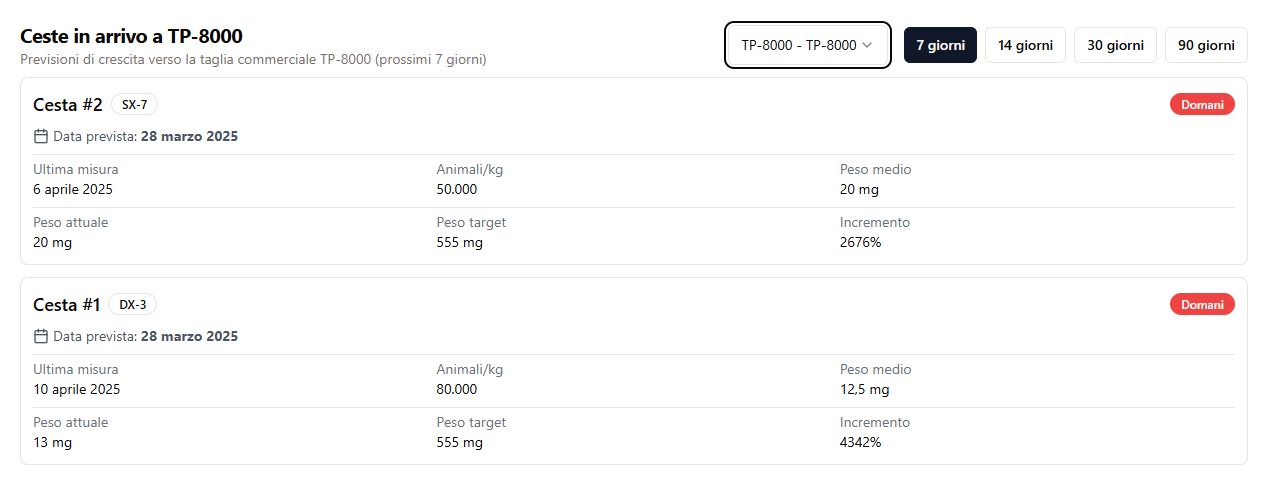 Ceste in arrivo a TP-8000
Previsioni di crescita verso la taglia commerciale TP-8000 (prossimi 7 giorni)
TP-8000 - TP-8000
7 giorni
14 giorni
30 giorni
90 giorni
Cesta #2
SX-7
Domani
Data prevista: 28 marzo 2025
Ultima misura
6 aprile 2025
Animali/kg
50.000
Peso medio
20 mg
Peso attuale
20 mg
Peso target
555 mg
Incremento
2676%
Cesta #1
DX-3
Domani
Data prevista: 28 marzo 2025
Ultima misura
10 aprile 2025
Animali/kg
80.000
Peso medio
12,5 mg
Peso attuale
13 mg
Peso target
555 mg
Incremento
4342%